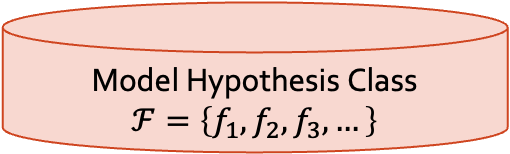 Model Hypothesis Class
ℱ = {𝑓₁, 𝑓₂, 𝑓₃, … }